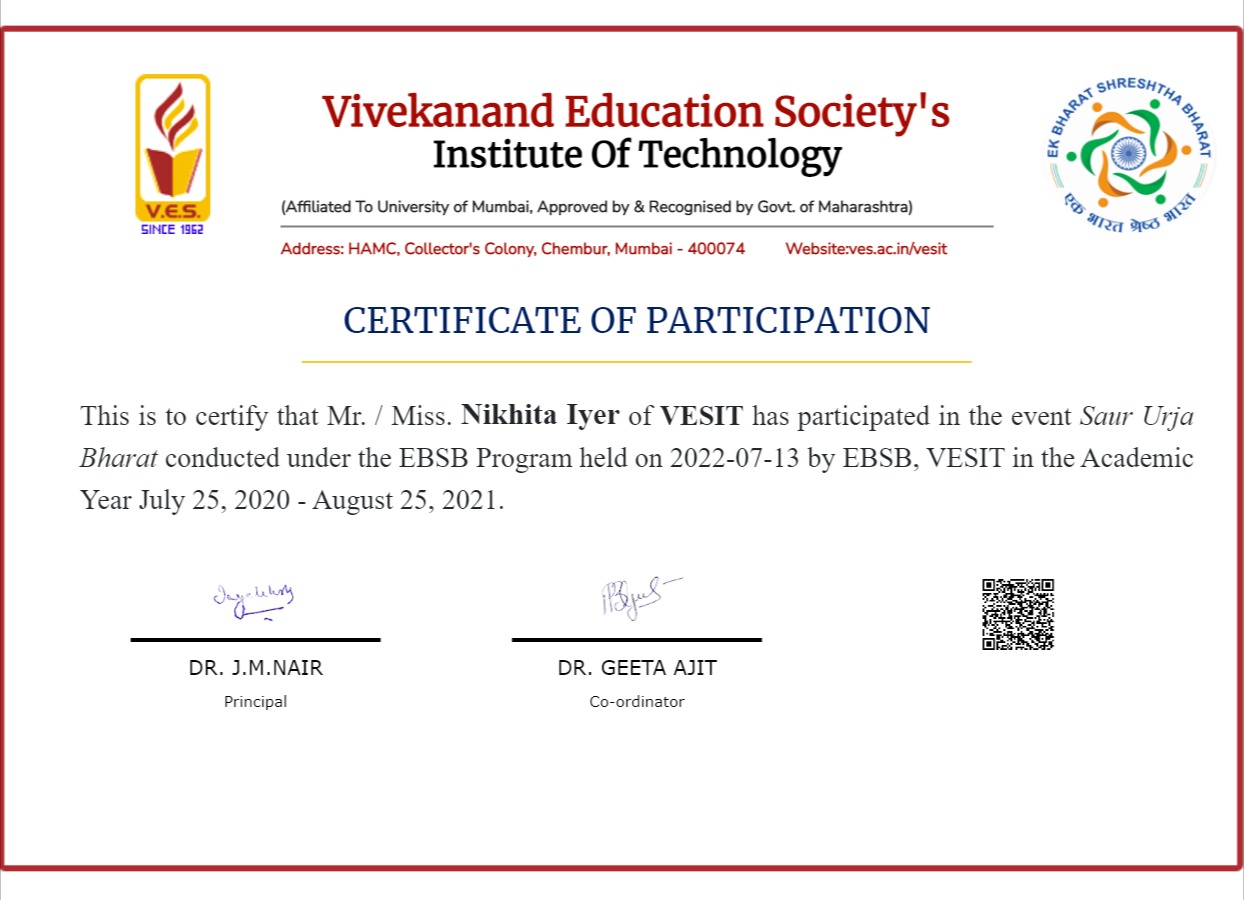 V.E.S.
SINCE 1962
Vivekanand Education Society's
Institute Of Technology
(Affiliated To University of Mumbai, Approved by & Recognised by Govt. of Maharashtra)
Address: HAMC, Collector's Colony, Chembur, Mumbai - 400074 Website:ves.ac.in/vesit
EK BHARAT SHRESHTHA BHARAT
एक भारत श्रेष्ठ भारत
CERTIFICATE OF PARTICIPATION
This is to certify that Mr. / Miss. Nikhita Iyer of VESIT has participated in the event Saur Urja
Bharat conducted under the EBSB Program held on 2022-07-13 by EBSB, VESIT in the Academic
Year July 25, 2020 - August 25, 2021.
DR. J.M.NAIR
Principal
DR. GEETA AJIT
Co-ordinator